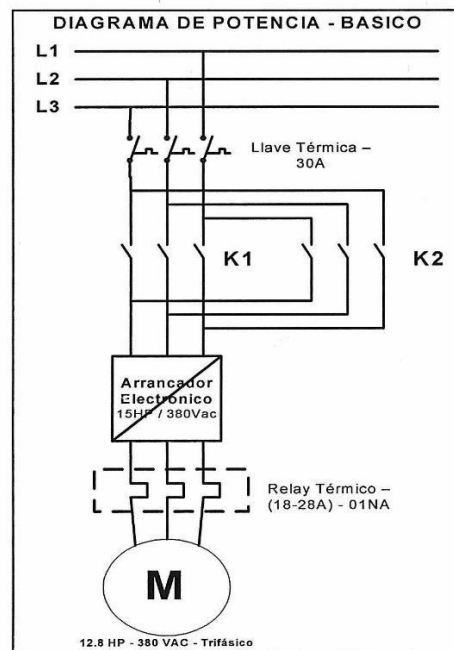 DIAGRAMA DE POTENCIA - BASICO
L1
L2
L3
Llave Térmica –
30A
K1
K2
Arrancador
Electrónico
15HP / 380Vac
Relay Térmico –
(18-28A) - 01NA
M
12.8 HP - 380 VAC - Trifásico